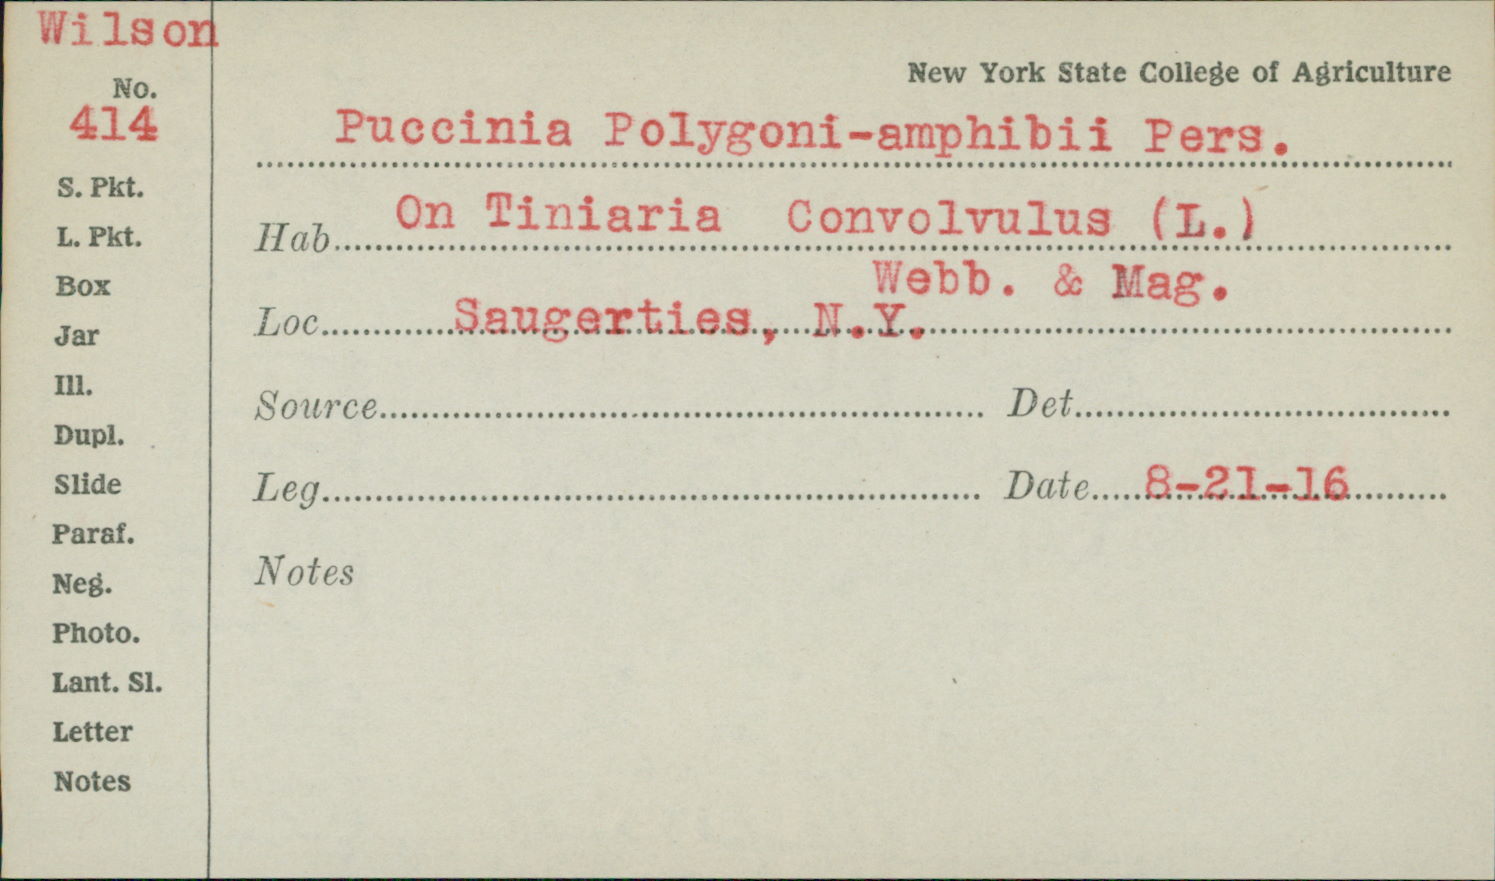 Wilson
New York State College of Agriculture
No.
414
Puccinia Polygoni-amphibii Pers.
S. Pkt.
Hab. On Tiniaria Convolvulus (L.)
L. Pkt.
Webb. & Mag.
Box
Loc. Saugerties, N.Y.
Jar
Ill.
Source Det.
Dupl.
Slide
Leg. Date 8-21-16
Paraf.
Notes
Neg.
Photo.
Lant. Sl.
Letter
Notes